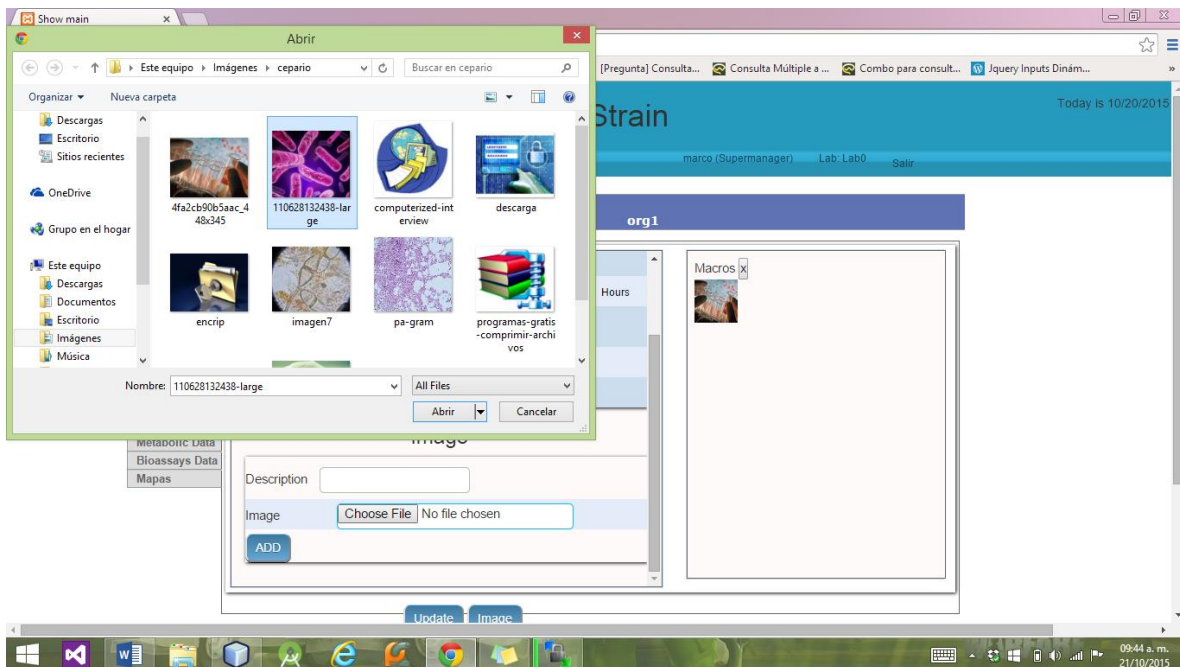 Show main
Abrir
Este equipo
Imágenes
cepario
Buscar en cepario
[Pregunta] Consulta...
Consulta Múltiple a ...
Combo para consult...
Jquery Inputs Dinám...
»
Organizar
Nueva carpeta
Descargas
Escritorio
Sitios recientes
OneDrive
Grupo en el hogar
Este equipo
Descargas
Documentos
Escritorio
Imágenes
Música
4fa2cb90b5aac_4
48x345
110628132438-lar
ge
computerized-int
erview
descarga
encrip
imagen7
pa-gram
programas-gratis
-comprimir-archi
vos
Nombre:
110628132438-large
All Files
Abrir
Cancelar
Strain
Today is 10/20/2015
marco (Supermanager)
Lab: Lab0
Salir
org1
Hours
Macros x
Metabolic Data
Bioassays Data
Mapas
Image
Description
Image
Choose File No file chosen
ADD
Update
Image
09:44 a. m.
21/10/2015